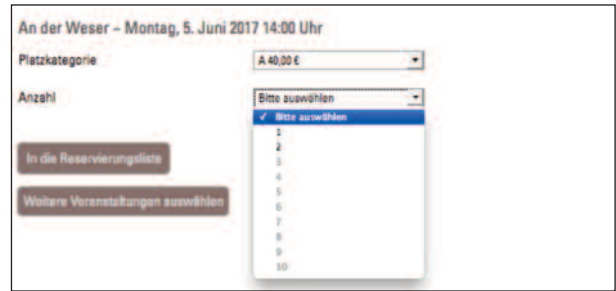 An der Weser – Montag, 5. Juni 2017 14:00 Uhr
Platzkategorie A 40,00 €
Anzahl Bitte auswählen
✓ Bitte auswählen
1
2
3
4
5
6
7
8
9
10
In die Reservierungsliste
Weitere Veranstaltungen auswählen